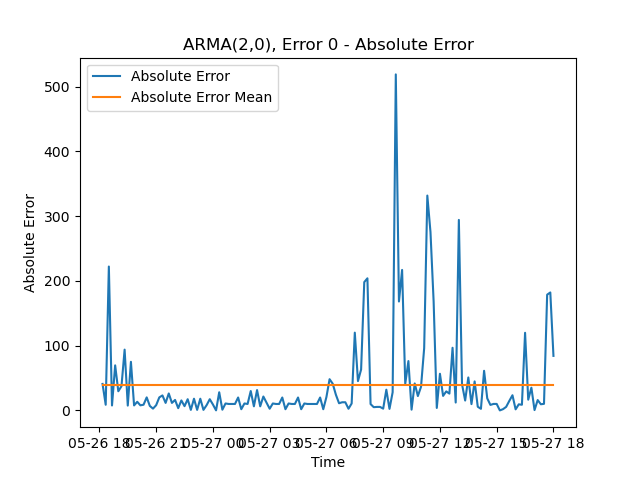 ARMA(2,0), Error 0 - Absolute Error
Absolute Error
Absolute Error Mean
Absolute Error
500
400
300
200
100
0
05-26 18 05-26 21 05-27 00 05-27 03 05-27 06 05-27 09 05-27 12 05-27 15 05-27 18
Time